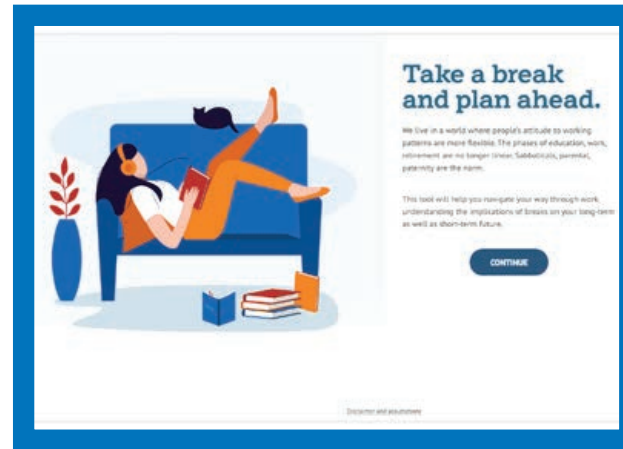 Take a break
and plan ahead.
We live in a world where people's attitude to working
patterns are more flexible. The phases of education, work,
retirement are no longer linear. Sabbaticals, parental,
paternity are the norm.
This tool will help you navigate your way through work,
understanding the implications of breaks on your long-term
as well as short-term future.
CONTINUE
Disclaimer and assumptions